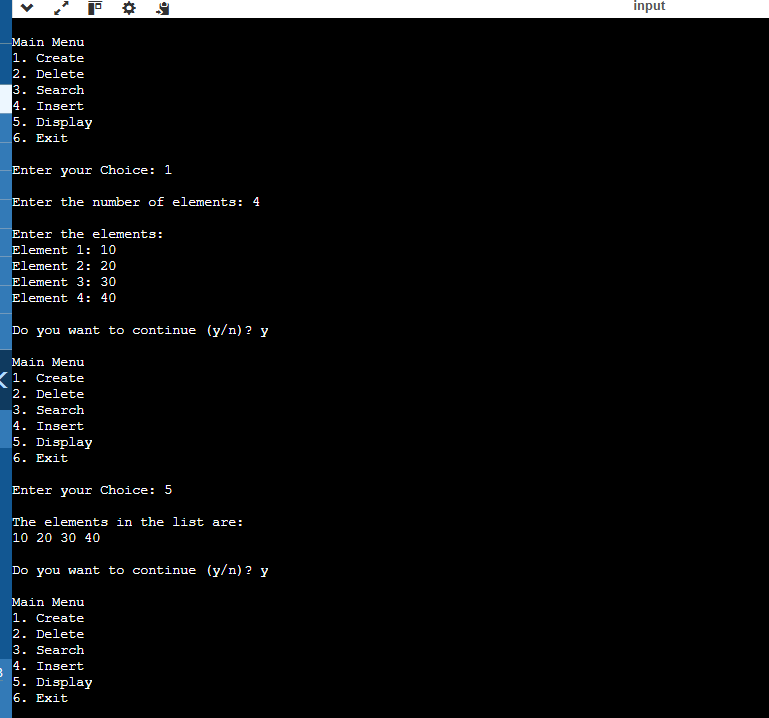 input
Main Menu
1. Create
2. Delete
3. Search
4. Insert
5. Display
6. Exit
Enter your Choice: 1
Enter the number of elements: 4
Enter the elements:
Element 1: 10
Element 2: 20
Element 3: 30
Element 4: 40
Do you want to continue (y/n)? y
Main Menu
1. Create
2. Delete
3. Search
4. Insert
5. Display
6. Exit
Enter your Choice: 5
The elements in the list are:
10 20 30 40
Do you want to continue (y/n)? y
Main Menu
1. Create
2. Delete
3. Search
4. Insert
5. Display
6. Exit